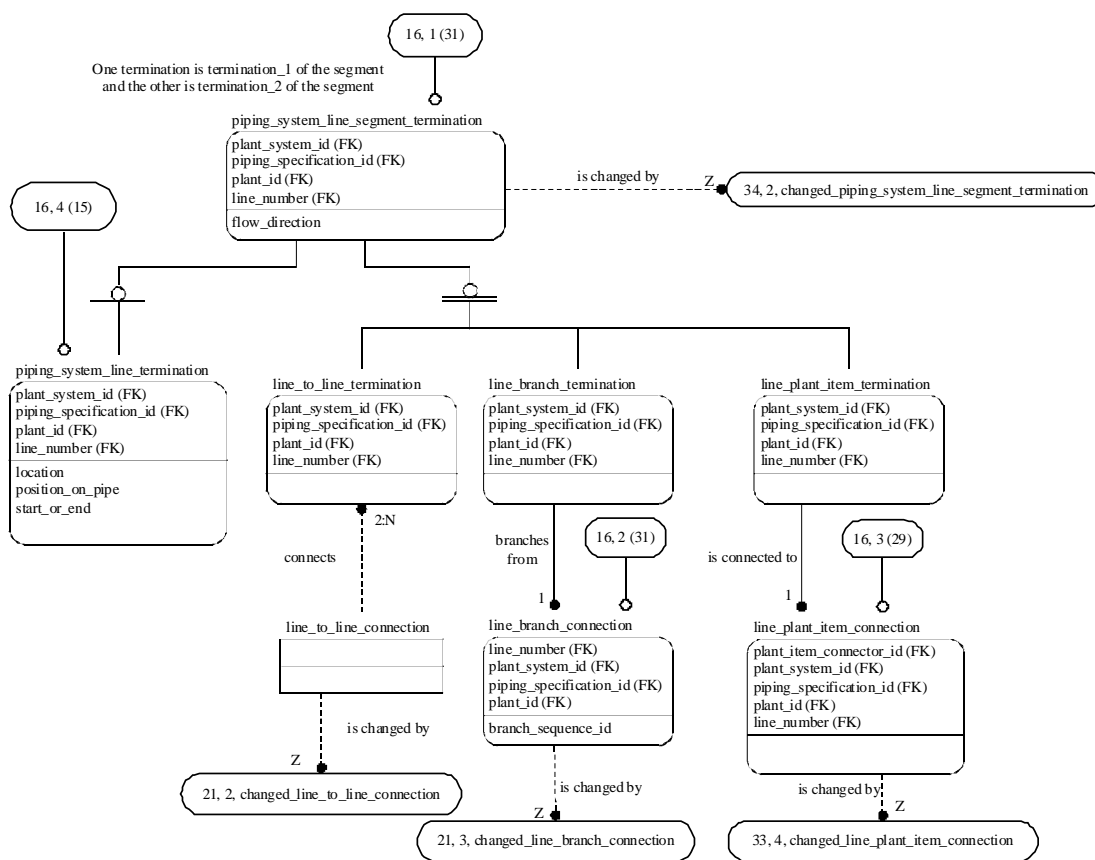 16, 1 (31)
One termination is termination_1 of the segment
and the other is termination_2 of the segment
piping_system_line_segment_termination
plant_system_id (FK)
piping_specification_id (FK)
plant_id (FK)
line_number (FK)
flow_direction
is changed by
Z
34, 2, changed_piping_system_line_segment_termination
16, 4 (15)
piping_system_line_termination
plant_system_id (FK)
piping_specification_id (FK)
plant_id (FK)
line_number (FK)
location
position_on_pipe
start_or_end
line_to_line_termination
plant_system_id (FK)
piping_specification_id (FK)
plant_id (FK)
line_number (FK)
line_branch_termination
plant_system_id (FK)
piping_specification_id (FK)
plant_id (FK)
line_number (FK)
line_plant_item_termination
plant_system_id (FK)
piping_specification_id (FK)
plant_id (FK)
line_number (FK)
2:N
connects
branches
from
1
16, 2 (31)
is connected to
1
16, 3 (29)
line_to_line_connection
line_branch_connection
line_number (FK)
plant_system_id (FK)
piping_specification_id (FK)
plant_id (FK)
branch_sequence_id
line_plant_item_connection
plant_item_connector_id (FK)
plant_system_id (FK)
piping_specification_id (FK)
plant_id (FK)
line_number (FK)
is changed by
Z
21, 2, changed_line_to_line_connection
is changed by
Z
21, 3, changed_line_branch_connection
is changed by
Z
33, 4, changed_line_plant_item_connection